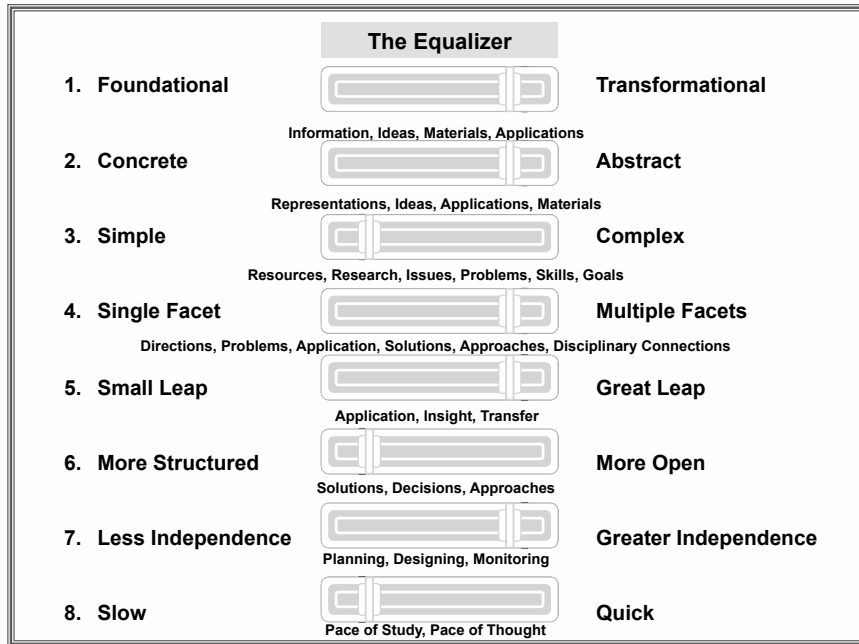 The Equalizer
1. Foundational Transformational
Information, Ideas, Materials, Applications
2. Concrete Abstract
Representations, Ideas, Applications, Materials
3. Simple Complex
Resources, Research, Issues, Problems, Skills, Goals
4. Single Facet Multiple Facets
Directions, Problems, Application, Solutions, Approaches, Disciplinary Connections
5. Small Leap Great Leap
Application, Insight, Transfer
6. More Structured More Open
Solutions, Decisions, Approaches
7. Less Independence Greater Independence
Planning, Designing, Monitoring
8. Slow Quick
Pace of Study, Pace of Thought